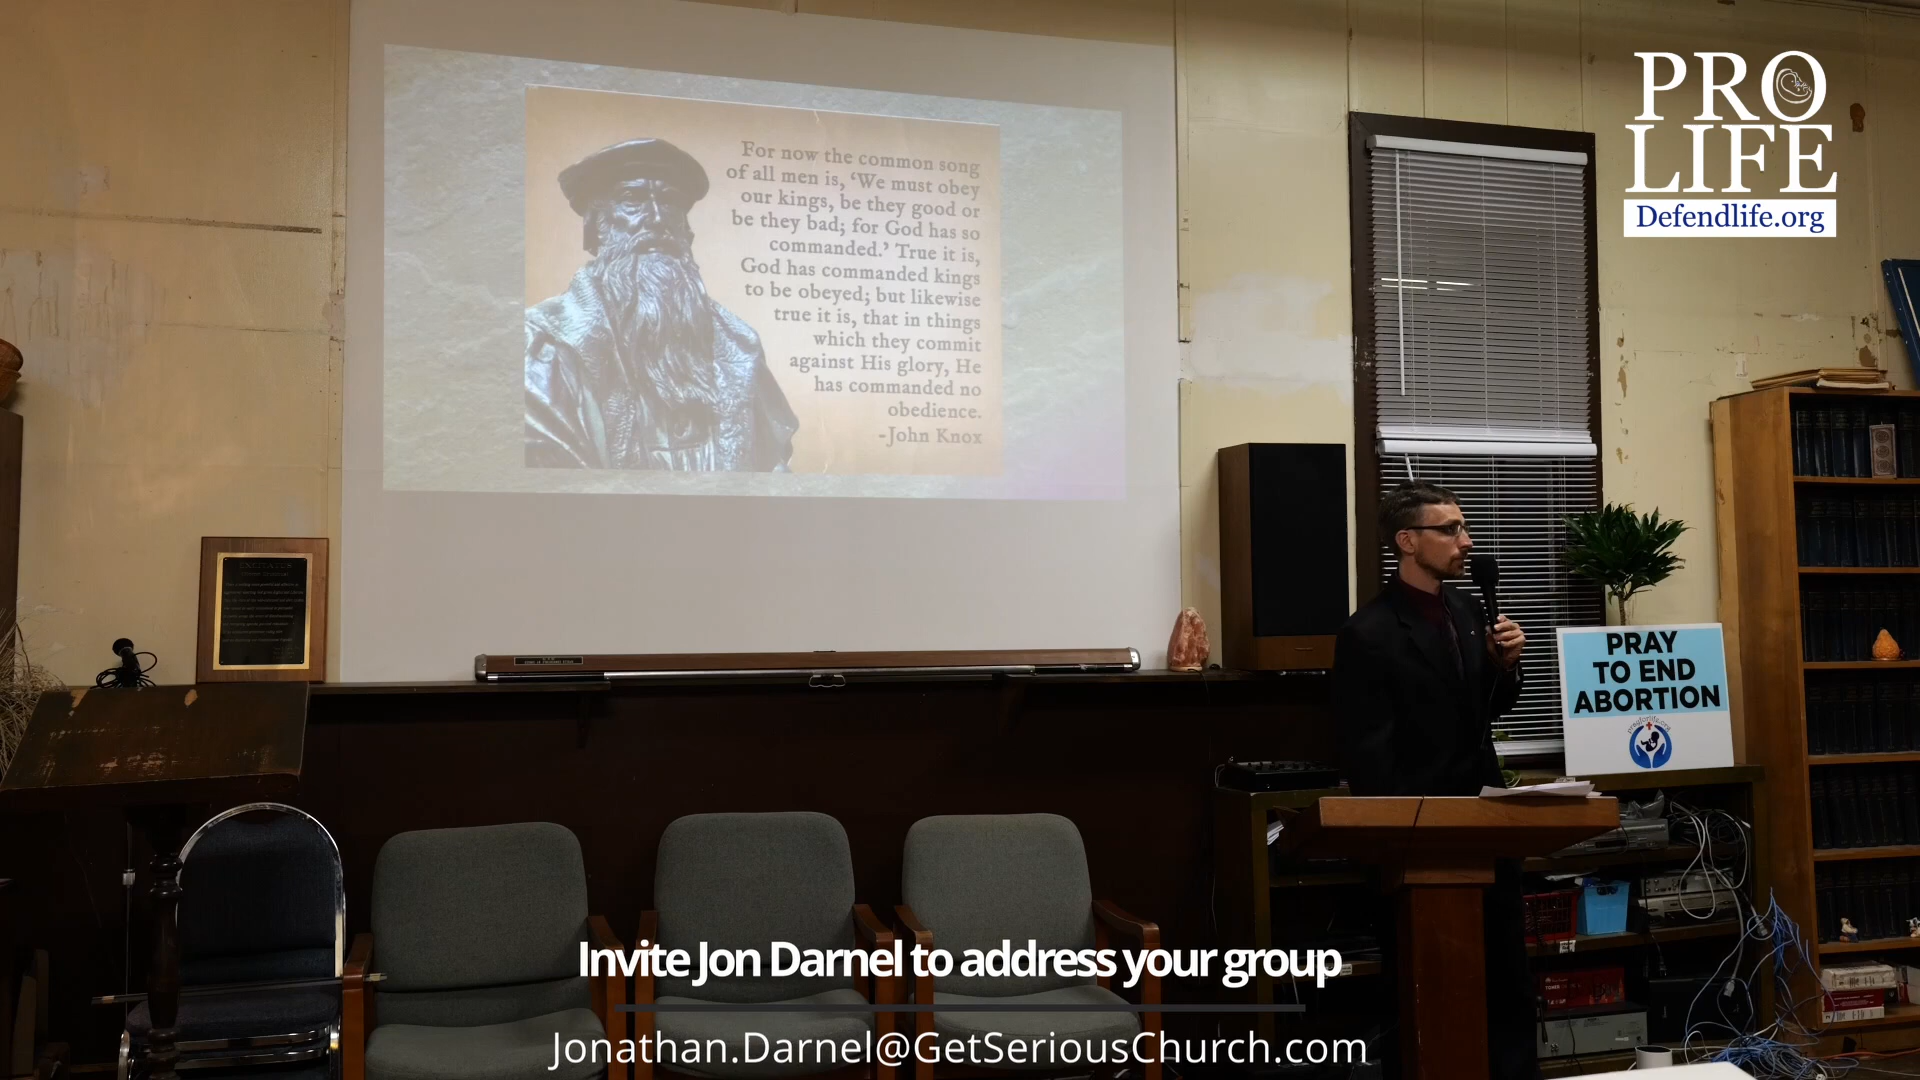 PRO
LIFE
Defendlife.org
For now the common song
of all men is, ‘We must obey
our kings, be they good or
be they bad; for God has so
commanded.’ True it is,
God has commanded kings
to be obeyed; but likewise
true it is, that in things
which they commit
against His glory, He
has commanded no
obedience.
-John Knox
PRAY
TO END
ABORTION
prayforlife.org
Invite Jon Darnel to address your group
Jonathan.Darnel@GetSeriousChurch.com